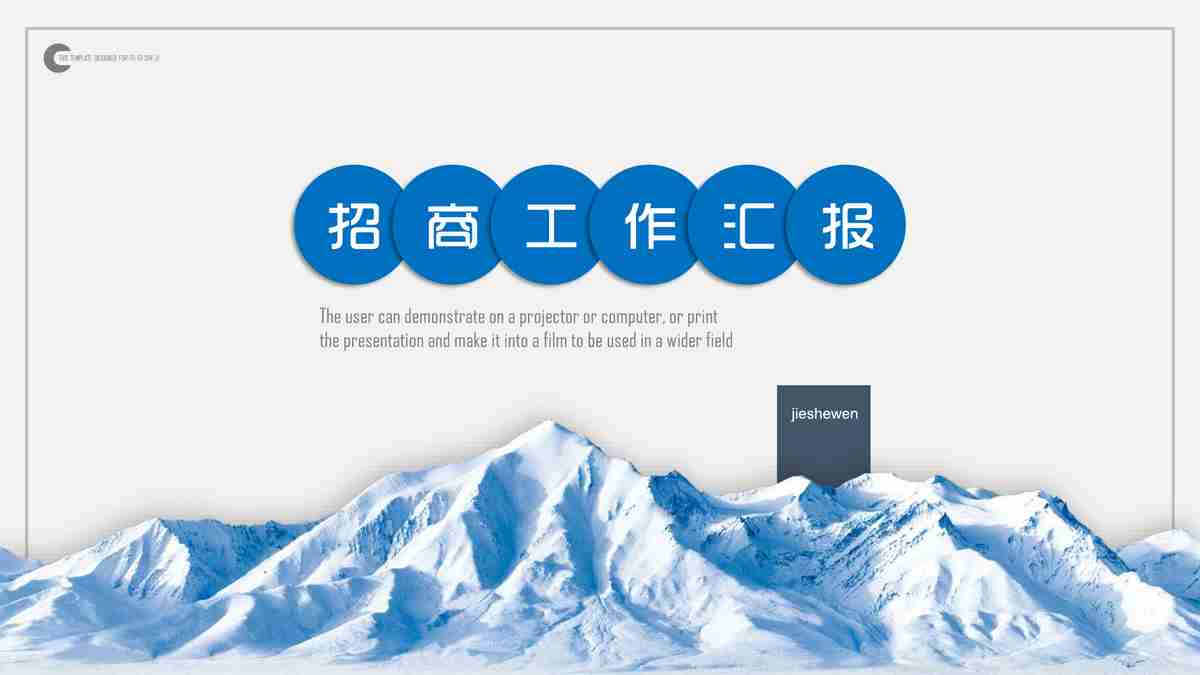 THIS TEMPLATE DESIGNED FOR
招商工作汇报
The user can demonstrate on a projector or computer, or print
the presentation and make it into a film to be used in a wider field
jieshewen